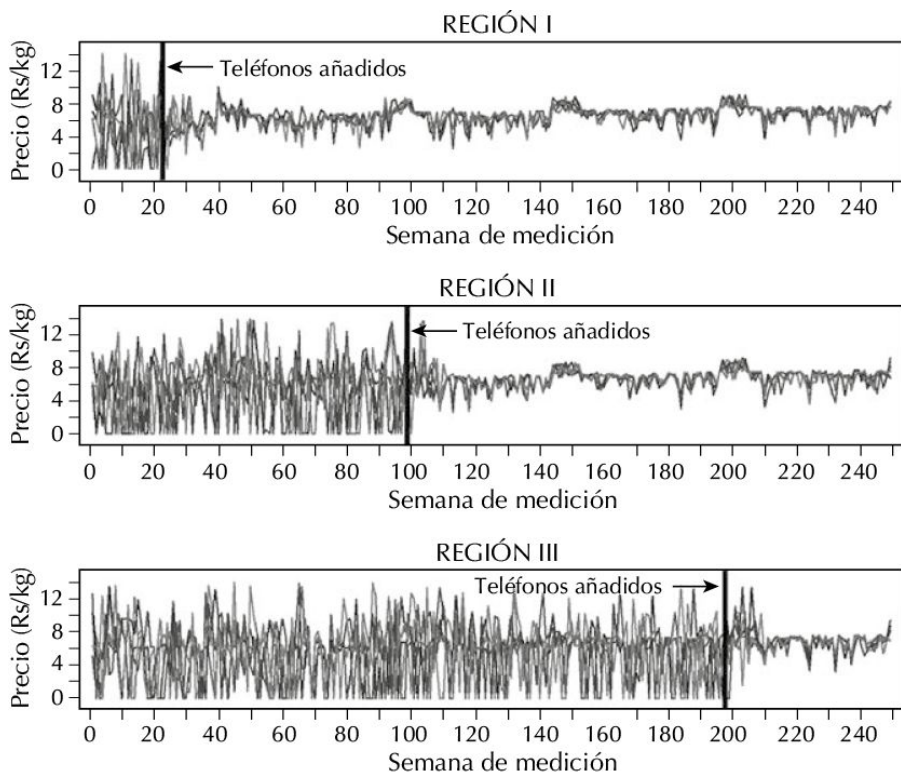 REGIÓN I
Precio (Rs/kg)
12
8
4
0
Teléfonos añadidos
0 20 40 60 80 100 120 140 160 180 200 220 240
Semana de medición
REGIÓN II
Precio (Rs/kg)
12
8
4
0
Teléfonos añadidos
0 20 40 60 80 100 120 140 160 180 200 220 240
Semana de medición
REGIÓN III
Precio (Rs/kg)
12
8
4
0
Teléfonos añadidos
0 20 40 60 80 100 120 140 160 180 200 220 240
Semana de medición